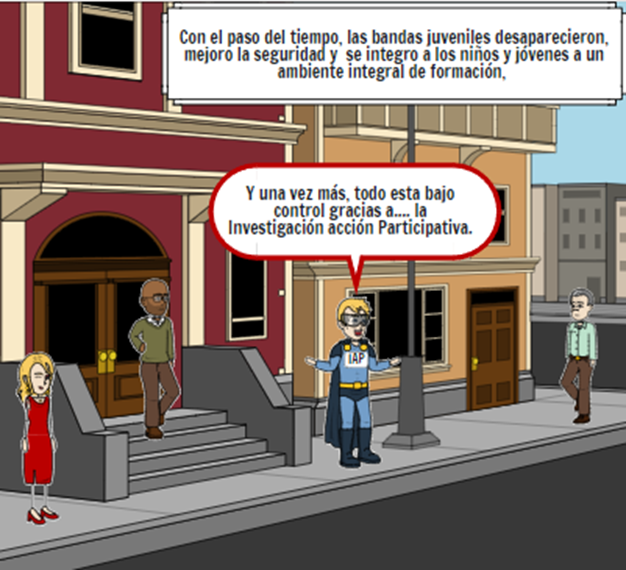 Con el paso del tiempo, las bandas juveniles desaparecieron,
mejoro la seguridad y se integro a los niños y jóvenes a un
ambiente integral de formación,
Y una vez más, todo esta bajo
control gracias a.... la
Investigación acción Participativa.
IAP